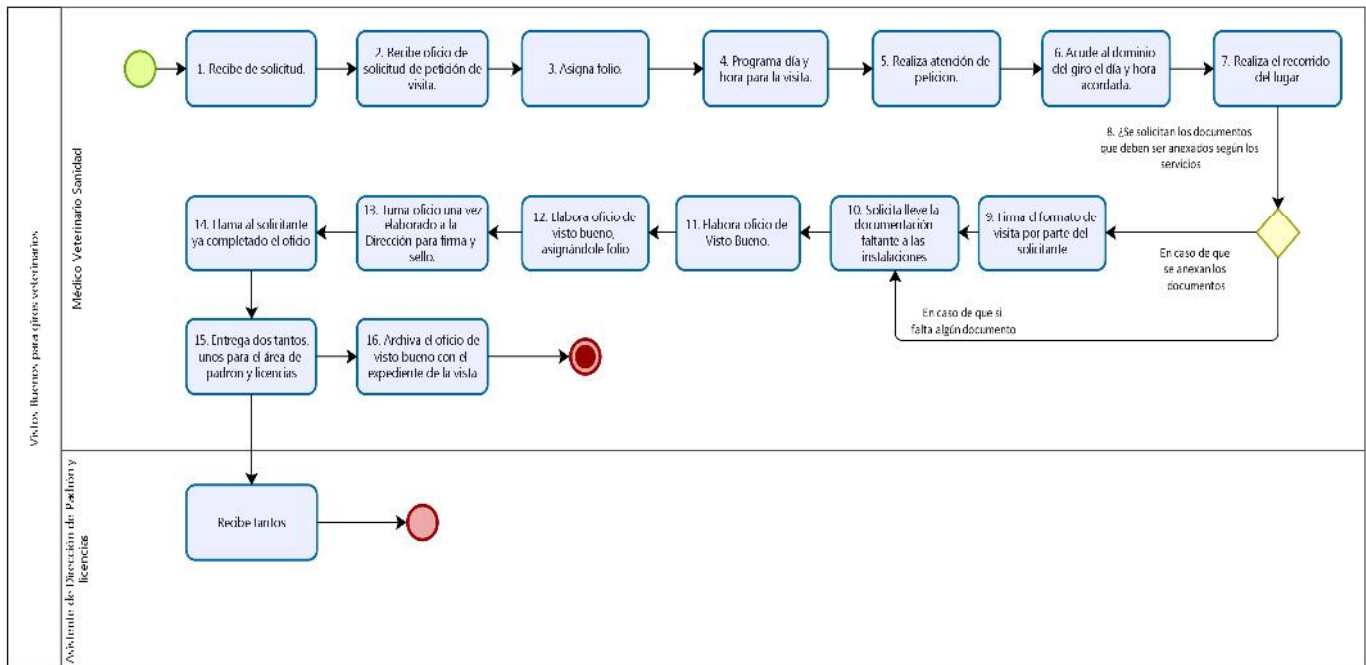 Vistos Buenos para giros veterinarios
Médico Veterinario Sanidad
1. Recibe de solicitud.
2. Recibe oficio de
solicitud de petición de
visita.
3. Asigna folio.
4. Programa día y
hora para la visita.
5. Realiza atención de
peticion.
6. Acude al dominio
del giro el día y hora
acordada.
7. Realiza el recorrido
del lugar
8. ¿Se solicitan los documentos
que deben ser anexados según los
servicios
En caso de que
se anexan los
documentos
En caso de que si
falta algún documento
9. Firma el formato de
visita por parte del
solicitante
10. Solicita lleve la
documentación
faltante a las
instalaciones
11. Elabora oficio de
Visto Bueno.
12. Elabora oficio de
visto bueno,
asignándole folio
13. Turna oficio una vez
elaborado a la
Dirección para firma y
sello.
14. Llama al solicitante
ya completado el oficio
15. Entrega dos tantos,
unos para el área de
padrón y licencias
16. Archiva el oficio de
visto bueno con el
expediente de la vista
Asistente de Dirección de Padrón y
licencias
Recibe tantos